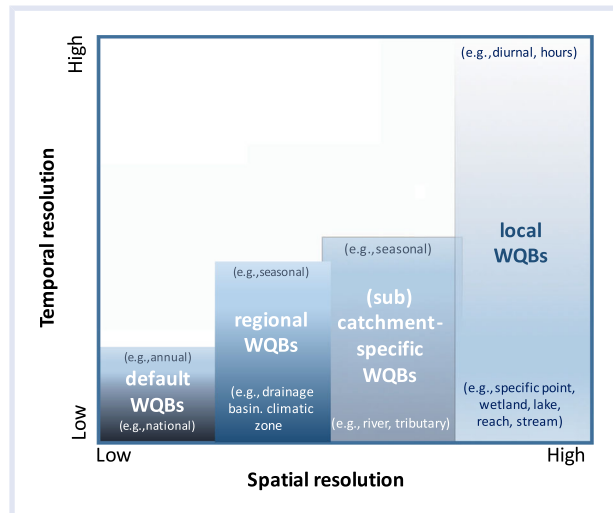 High
(e.g.,diurnal, hours)
Temporal resolution
local
WQBs
(e.g.,seasonal)
(e.g.,seasonal)
(sub)
catchment-
specific
WQBs
regional
WQBs
(e.g.,annual)
default
WQBs
(e.g.,national)
(e.g., drainage
basin. climatic
zone
(e.g., river, tributary)
(e.g., specific point,
wetland, lake,
reach, stream)
Low
Low
High
Spatial resolution